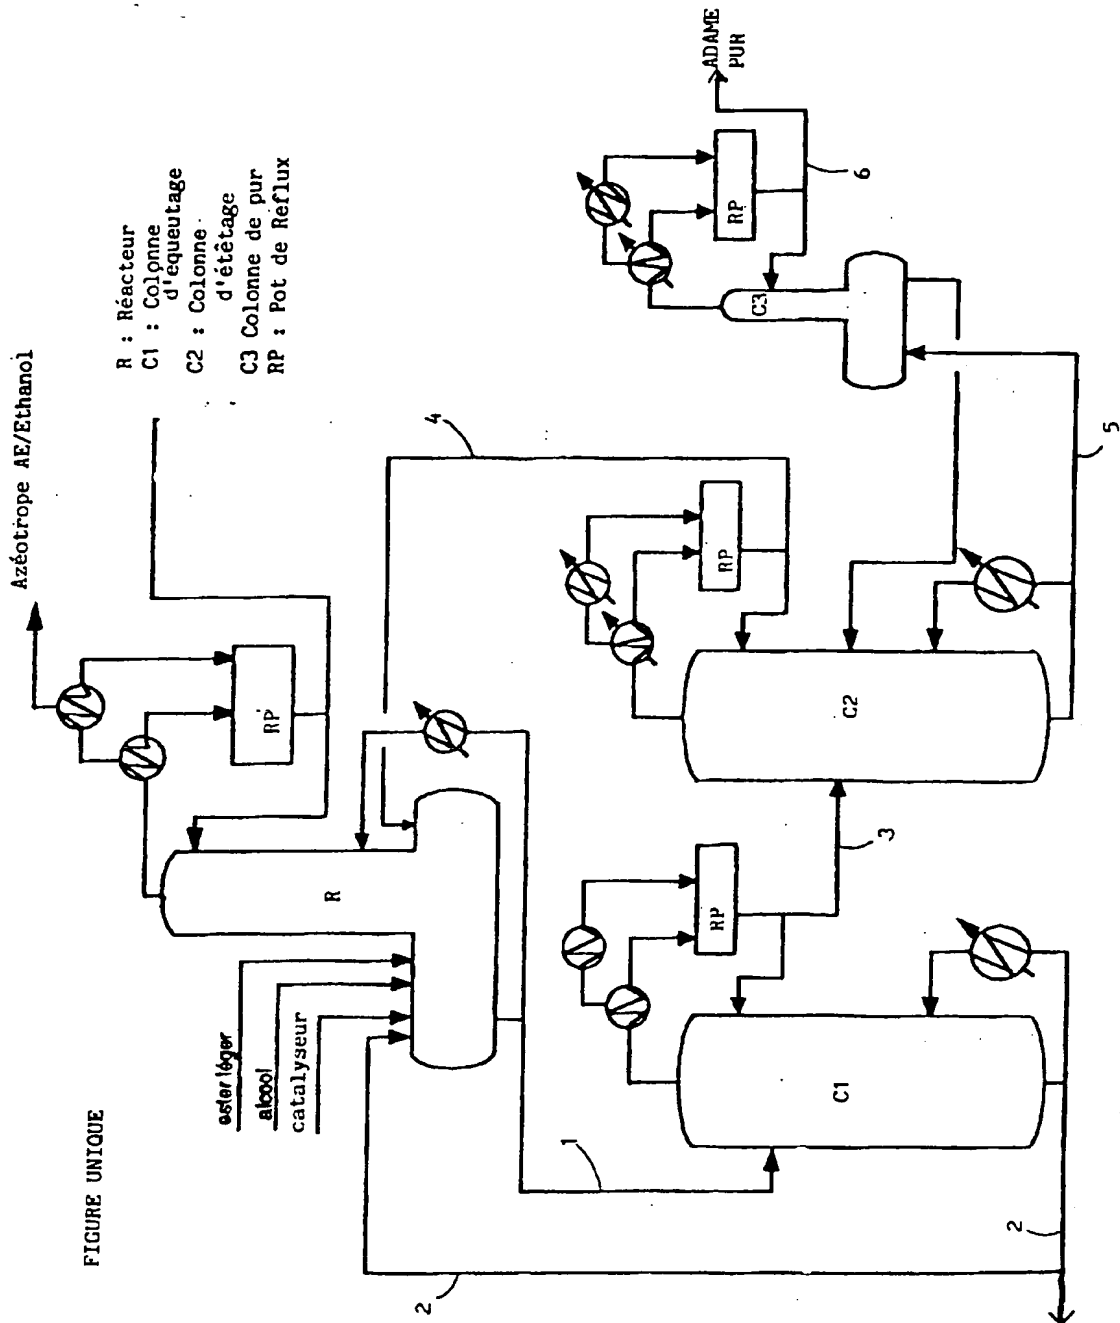 FIGURE UNIQUE
Azéotrope AE/Ethanol
R : Réacteur
C1 : Colonne
d'equeutage
C2 : Colonne
d'étêtage
C3 Colonne de pur
RP : Pot de Reflux
ester léger
alcool
catalyseur
R
RP
4
RP
C2
3
RP
C1
1
2
2
5
C3
RP
6
ADAME
PUR